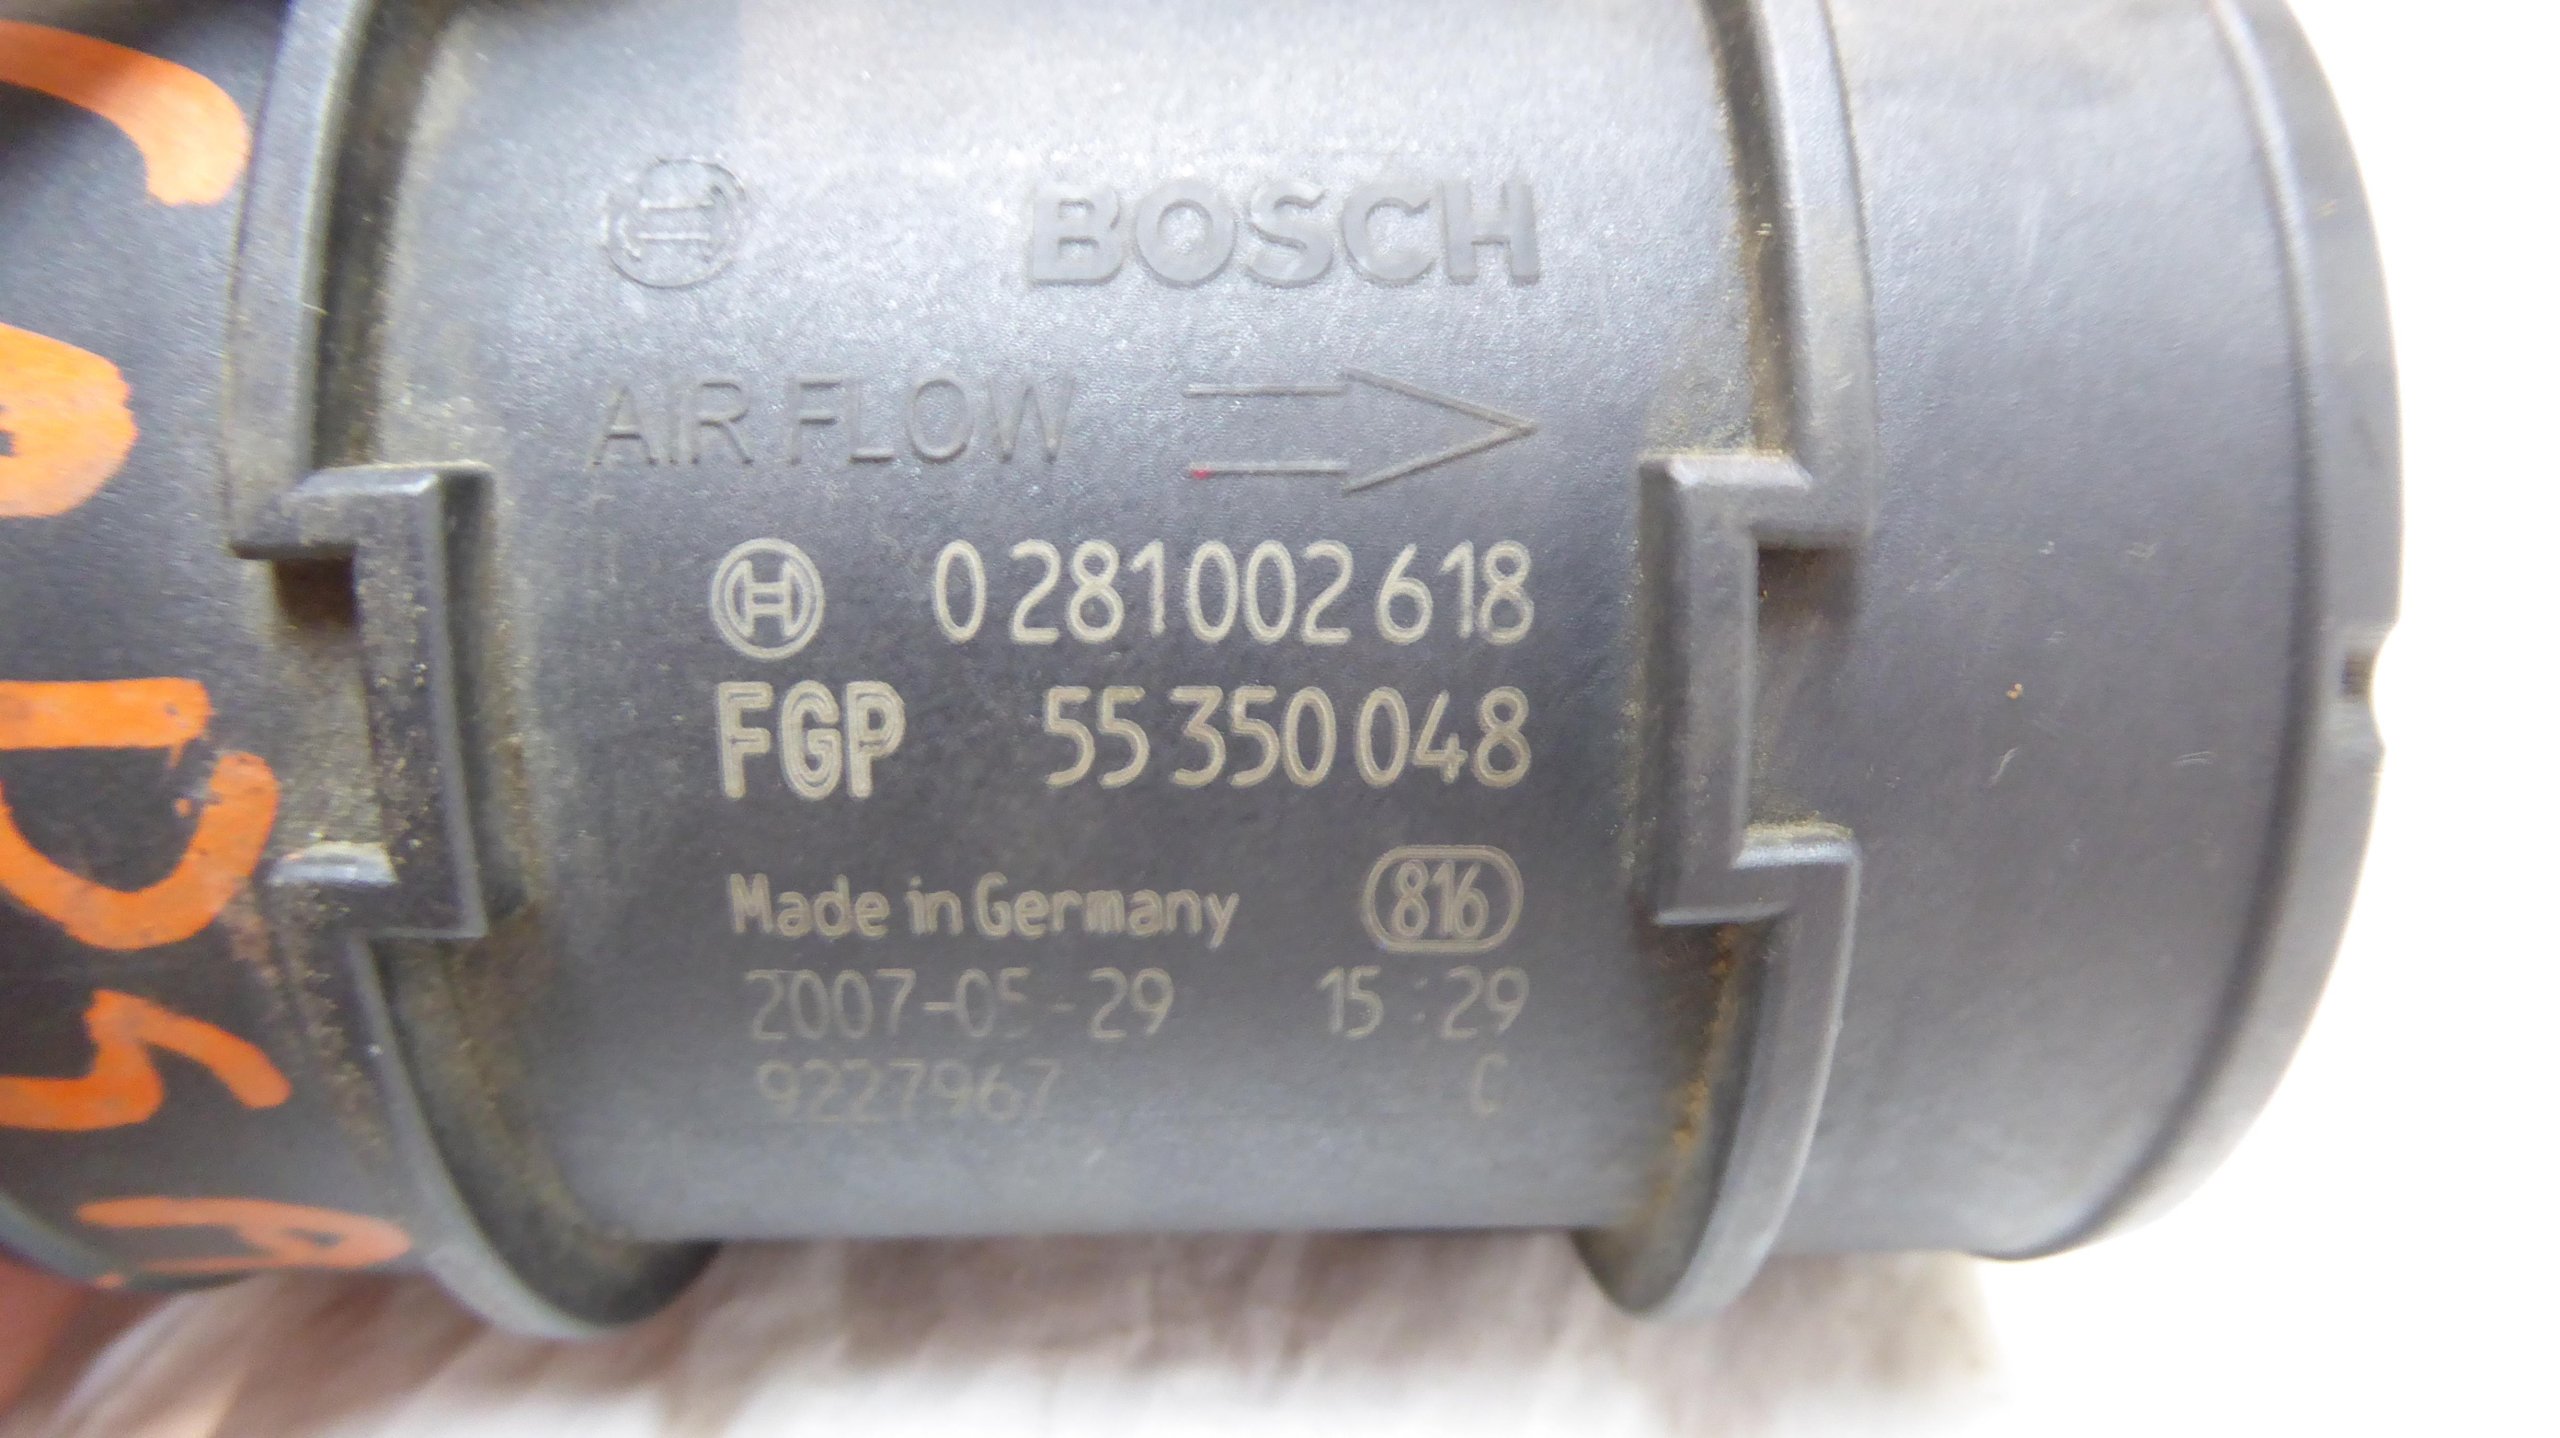 BOSCH
AIR FLOW
0 281 002 618
FGP 55 350 048
Made in Germany 816
2007-05-29 15:29
9227967 C